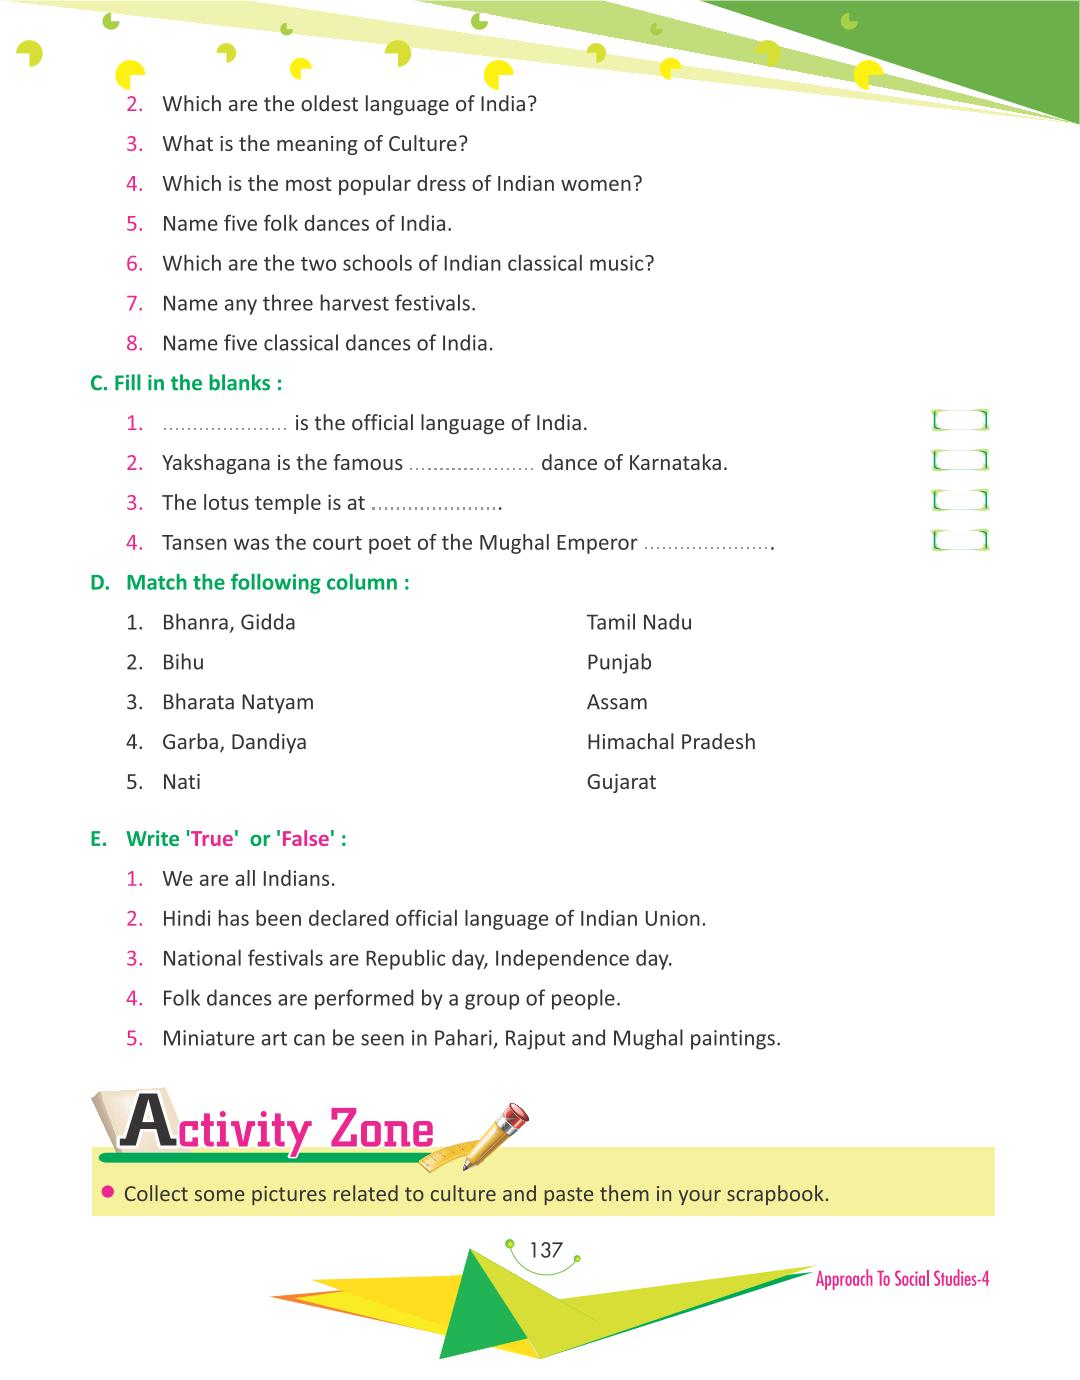 2. Which are the oldest language of India?
3. What is the meaning of Culture?
4. Which is the most popular dress of Indian women?
5. Name five folk dances of India.
6. Which are the two schools of Indian classical music?
7. Name any three harvest festivals.
8. Name five classical dances of India.
C. Fill in the blanks :
1. ..................... is the official language of India.
2. Yakshagana is the famous ..................... dance of Karnataka.
3. The lotus temple is at ......................
4. Tansen was the court poet of the Mughal Emperor ......................
D. Match the following column :
1. Bhanra, Gidda Tamil Nadu
2. Bihu Punjab
3. Bharata Natyam Assam
4. Garba, Dandiya Himachal Pradesh
5. Nati Gujarat
E. Write 'True' or 'False' :
1. We are all Indians.
2. Hindi has been declared official language of Indian Union.
3. National festivals are Republic day, Independence day.
4. Folk dances are performed by a group of people.
5. Miniature art can be seen in Pahari, Rajput and Mughal paintings.
Activity Zone
• Collect some pictures related to culture and paste them in your scrapbook.
137
Approach To Social Studies-4